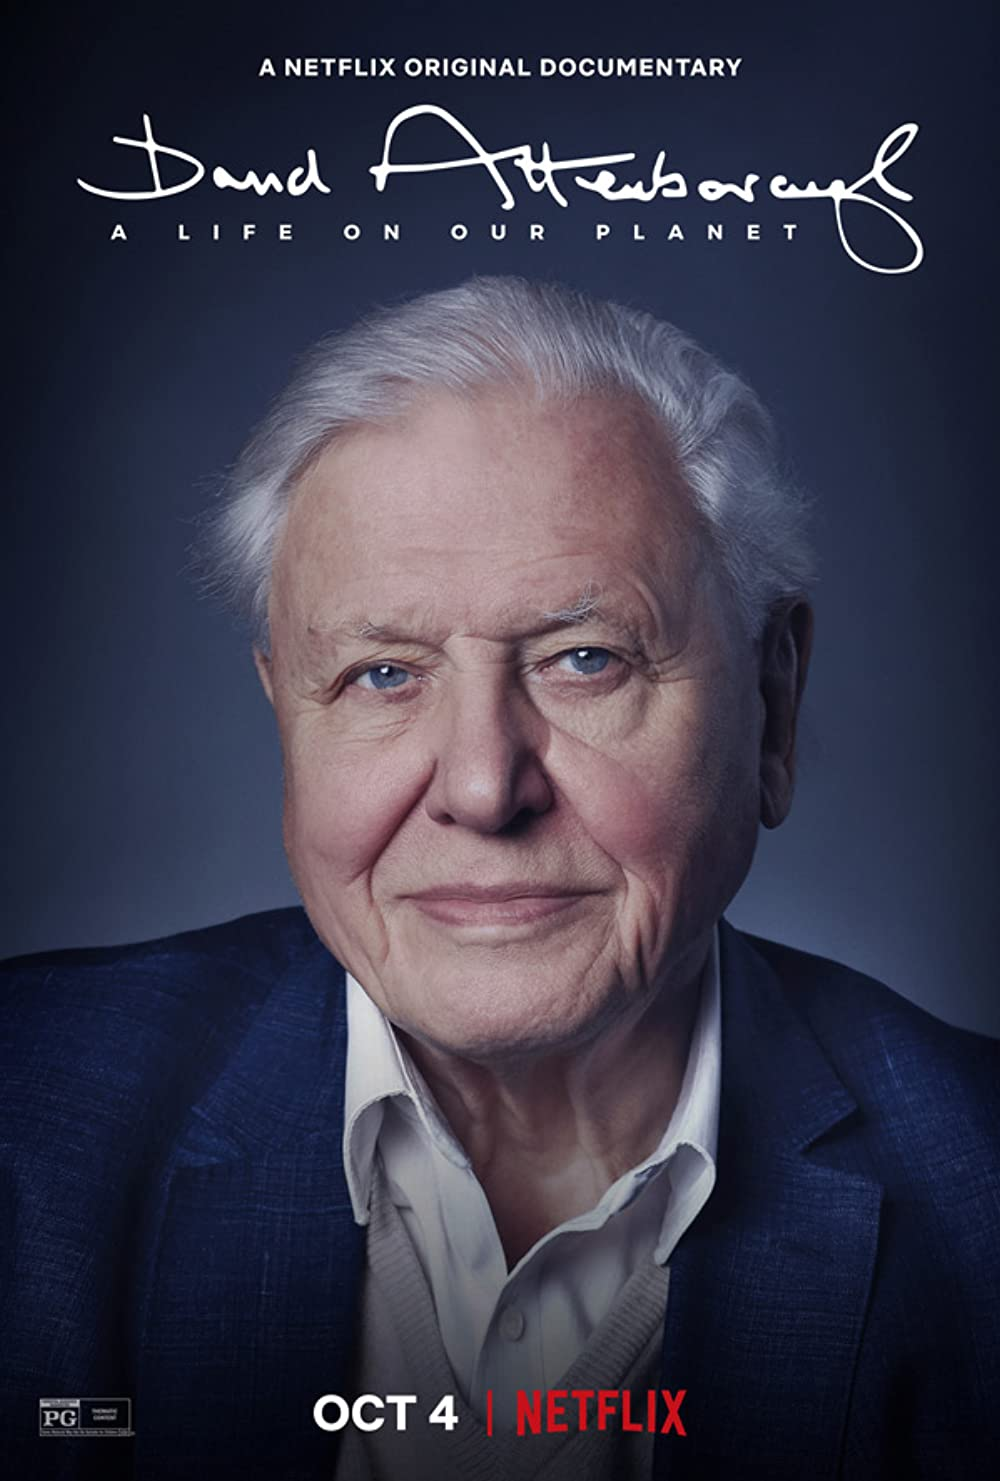 A NETFLIX ORIGINAL DOCUMENTARY
David Attenborough
A LIFE ON OUR PLANET
OCT 4 | NETFLIX
PG
THEMATIC
CONTENT